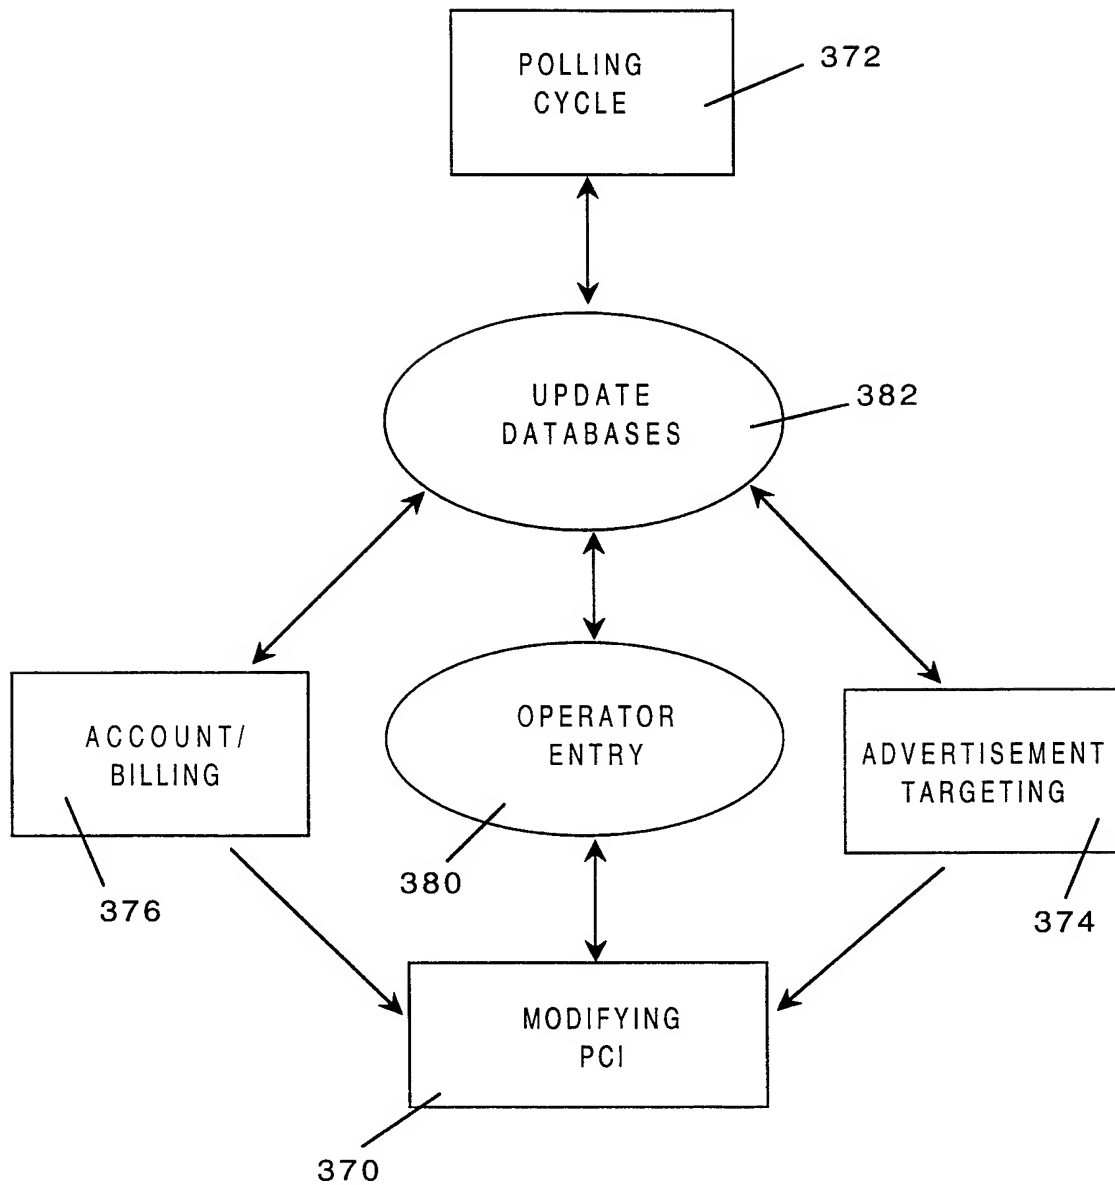 POLLING
CYCLE
372
UPDATE
DATABASES
382
ACCOUNT/
BILLING
376
OPERATOR
ENTRY
380
ADVERTISEMENT
TARGETING
374
MODIFYING
PCI
370